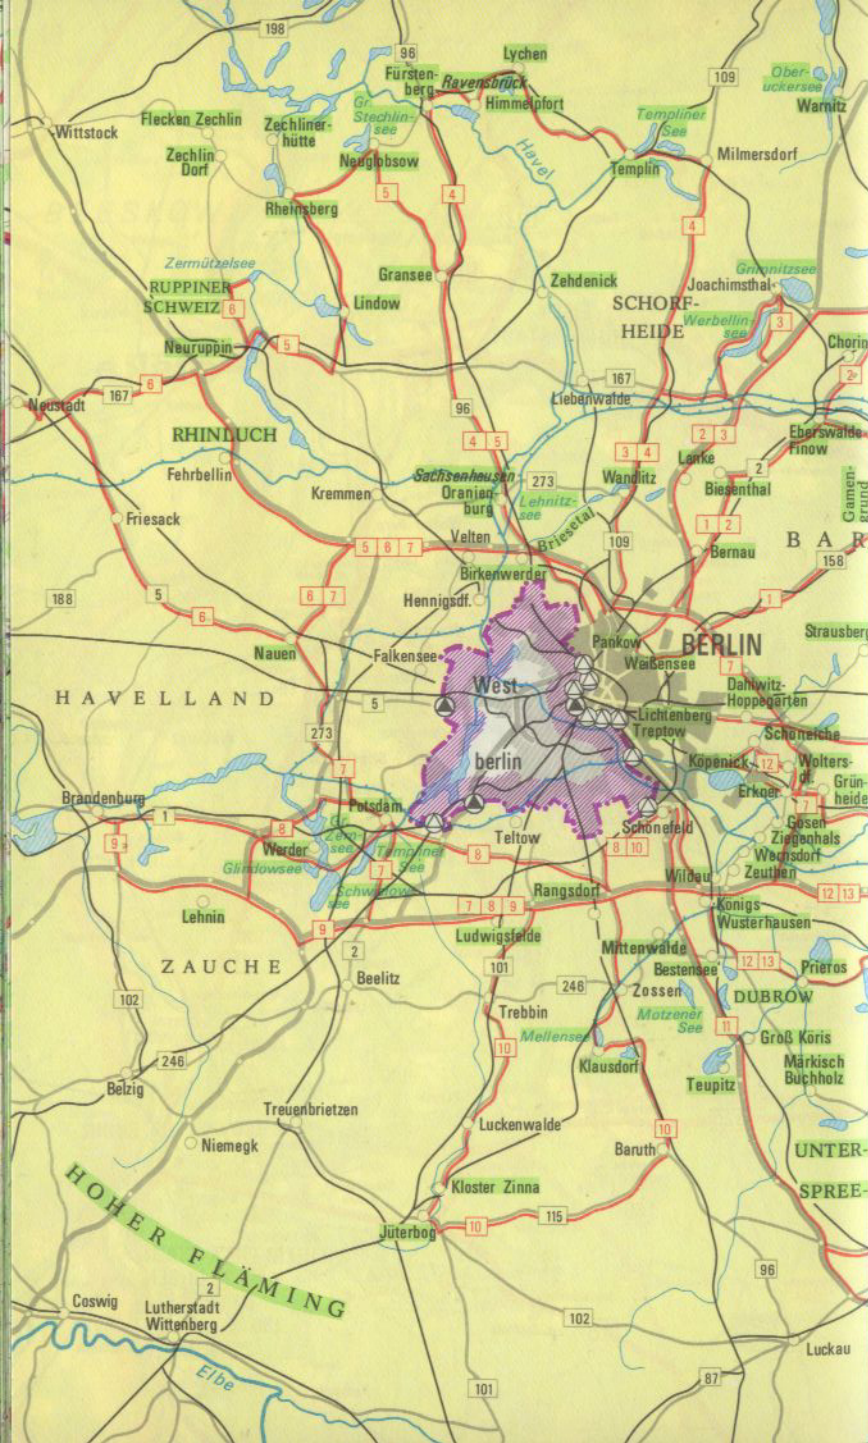 198
96
Lychen
109
Ober-
uckersee
Warnitz
Fürsten-
berg
Ravensbrück
Himmelpfort
Gr.
Stechlin-
see
Templiner
See
Wittstock
Flecken Zechlin
Zechliner-
hütte
Zechlin
Dorf
Neuglobsow
Havel
Templin
Milmersdorf
Rheinsberg
5
4
4
Zermützelsee
RUPPINER
SCHWEIZ
6
Gransee
Zehdenick
Grimnitzsee
Joachimsthal
Lindow
SCHORF-
HEIDE
Werbellin-
see
3
Neuruppin
5
Chorin
2
167
6
167
Liebenwalde
Neustadt
96
RHINLUCH
4 5
2 3
Eberswalde
Finow
3 4
Fehrbellin
Sachsenhausen
Oranien-
burg
273
Lehnitz-
see
Wandlitz
Lanke
2
Biesenthal
Gamen-
grund
Kremmen
Friesack
Velten
Briesetal
1 2
BAR
5 6 7
109
Bernau
158
Birkenwerder
188
5
6 7
Hennigsdf.
1
6
Nauen
Falkensee
Pankow
Weißensee
BERLIN
Strausber
7
West
HAVELLAND
5
Dahlwitz-
Hoppegarten
Lichtenberg
Treptow
273
Schöneiche
berlin
Köpenick
12
Wolters-
df.
7
Erkner
Grün-
heide
Brandenburg
1
Potsdam
7
8
Gr.
Zern-
see
Teltow
Schönefeld
Gosen
Ziegenhals
Wernsdorf
9
Werder
Templiner
See
8
8 10
Zeuthen
Glindowsee
7
Schwielow-
see
Wildau
Lehnin
Rangsdorf
7 8 9
12 13
Königs
Wusterhausen
9
Ludwigsfelde
2
Mittenwalde
ZAUCHE
101
Bestensee
12 13
Prieros
Beelitz
246
Zossen
DUBROW
102
Trebbin
Motzener
See
11
Mellensee
Groß Köris
246
10
Klausdorf
Teupitz
Märkisch
Buchholz
Belzig
Treuenbrietzen
Luckenwalde
10
Niemegk
Baruth
UNTER-
SPREE-
HOHER FLÄMING
Kloster Zinna
Jüterbog
10
115
96
2
Coswig
Lutherstadt
Wittenberg
102
Luckau
Elbe
101
87